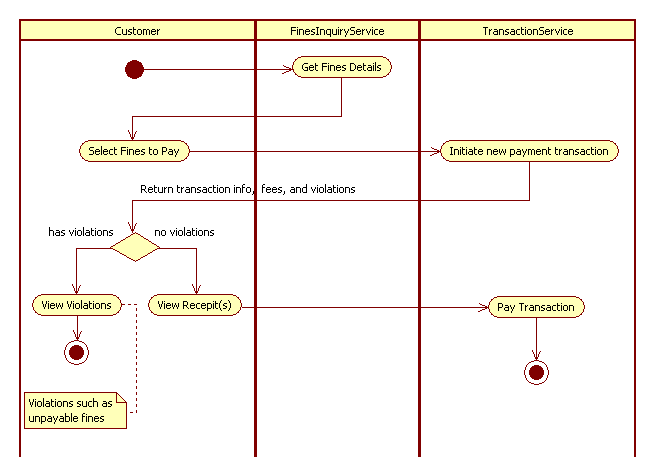 Customer
FinesInquiryService
TransactionService
Get Fines Details
Select Fines to Pay
Initiate new payment transaction
Return transaction info, fees, and violations
has violations
no violations
View Violations
View Recepit(s)
Pay Transaction
Violations such as
unpayable fines